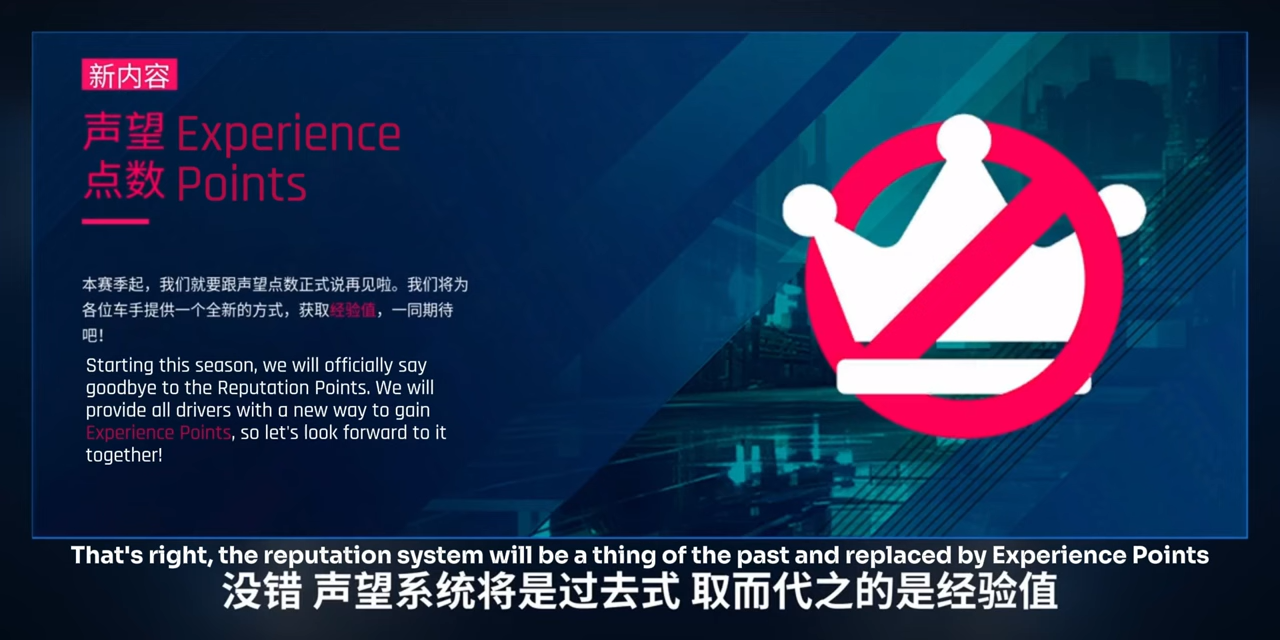 新内容
声望 Experience
点数 Points
本赛季起，我们就要跟声望点数正式说再见啦。我们将为
各位车手提供一个全新的方式，获取经验值，一同期待
吧！
Starting this season, we will officially say
goodbye to the Reputation Points. We will
provide all drivers with a new way to gain
Experience Points, so let's look forward to it
together!
That's right, the reputation system will be a thing of the past and replaced by Experience Points
没错 声望系统将是过去式 取而代之的是经验值